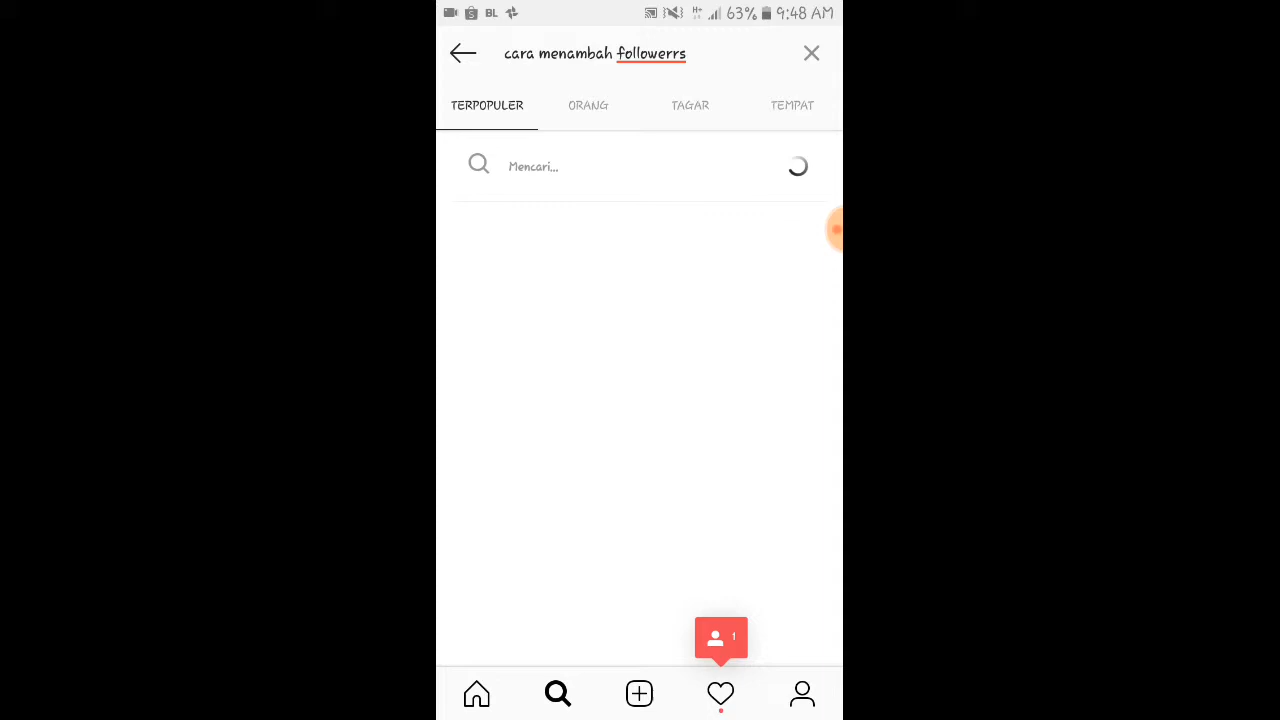 BL H+ 63% 9:48 AM
cara menambah followerrs
TERPOPULER ORANG TAGAR TEMPAT
Mencari...
1